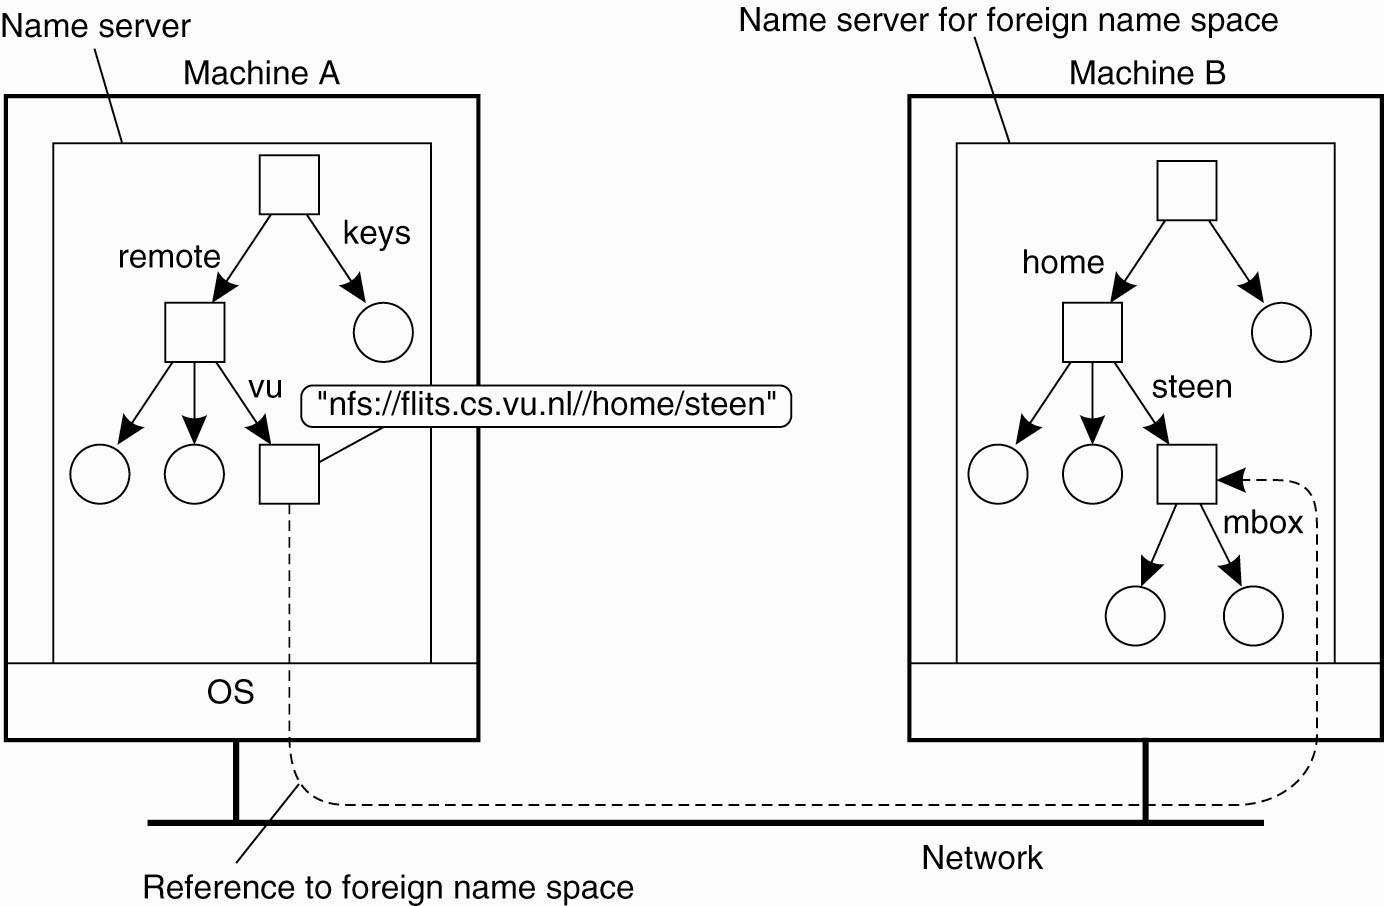 Name server
Name server for foreign name space
Machine A
Machine B
keys
remote
home
vu
"nfs://flits.cs.vu.nl//home/steen"
steen
mbox
OS
Network
Reference to foreign name space